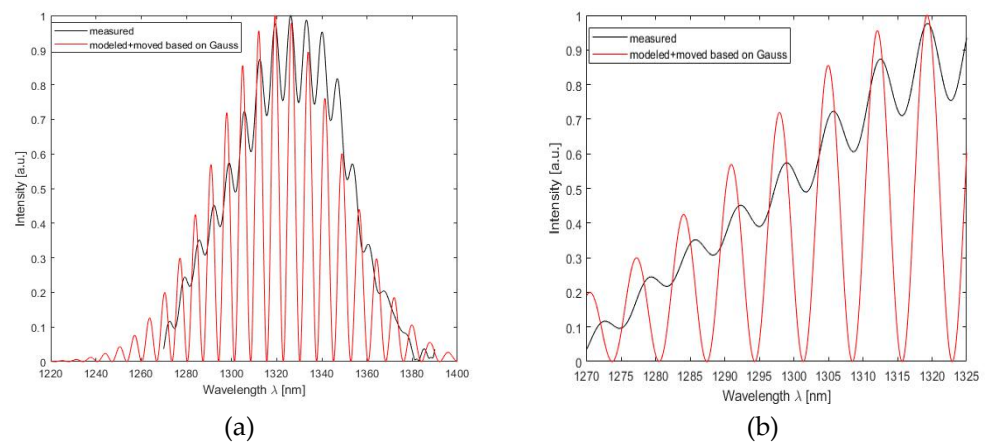 measured
modeled+moved based on Gauss
Intensity [a.u.]
1
0.9
0.8
0.7
0.6
0.5
0.4
0.3
0.2
0.1
0
1220 1240 1260 1280 1300 1320 1340 1360 1380 1400
Wavelength λ [nm]
(a)
measured
modeled+moved based on Gauss
Intensity [a.u.]
1
0.9
0.8
0.7
0.6
0.5
0.4
0.3
0.2
0.1
0
1270 1275 1280 1285 1290 1295 1300 1305 1310 1315 1320 1325
Wavelength λ [nm]
(b)